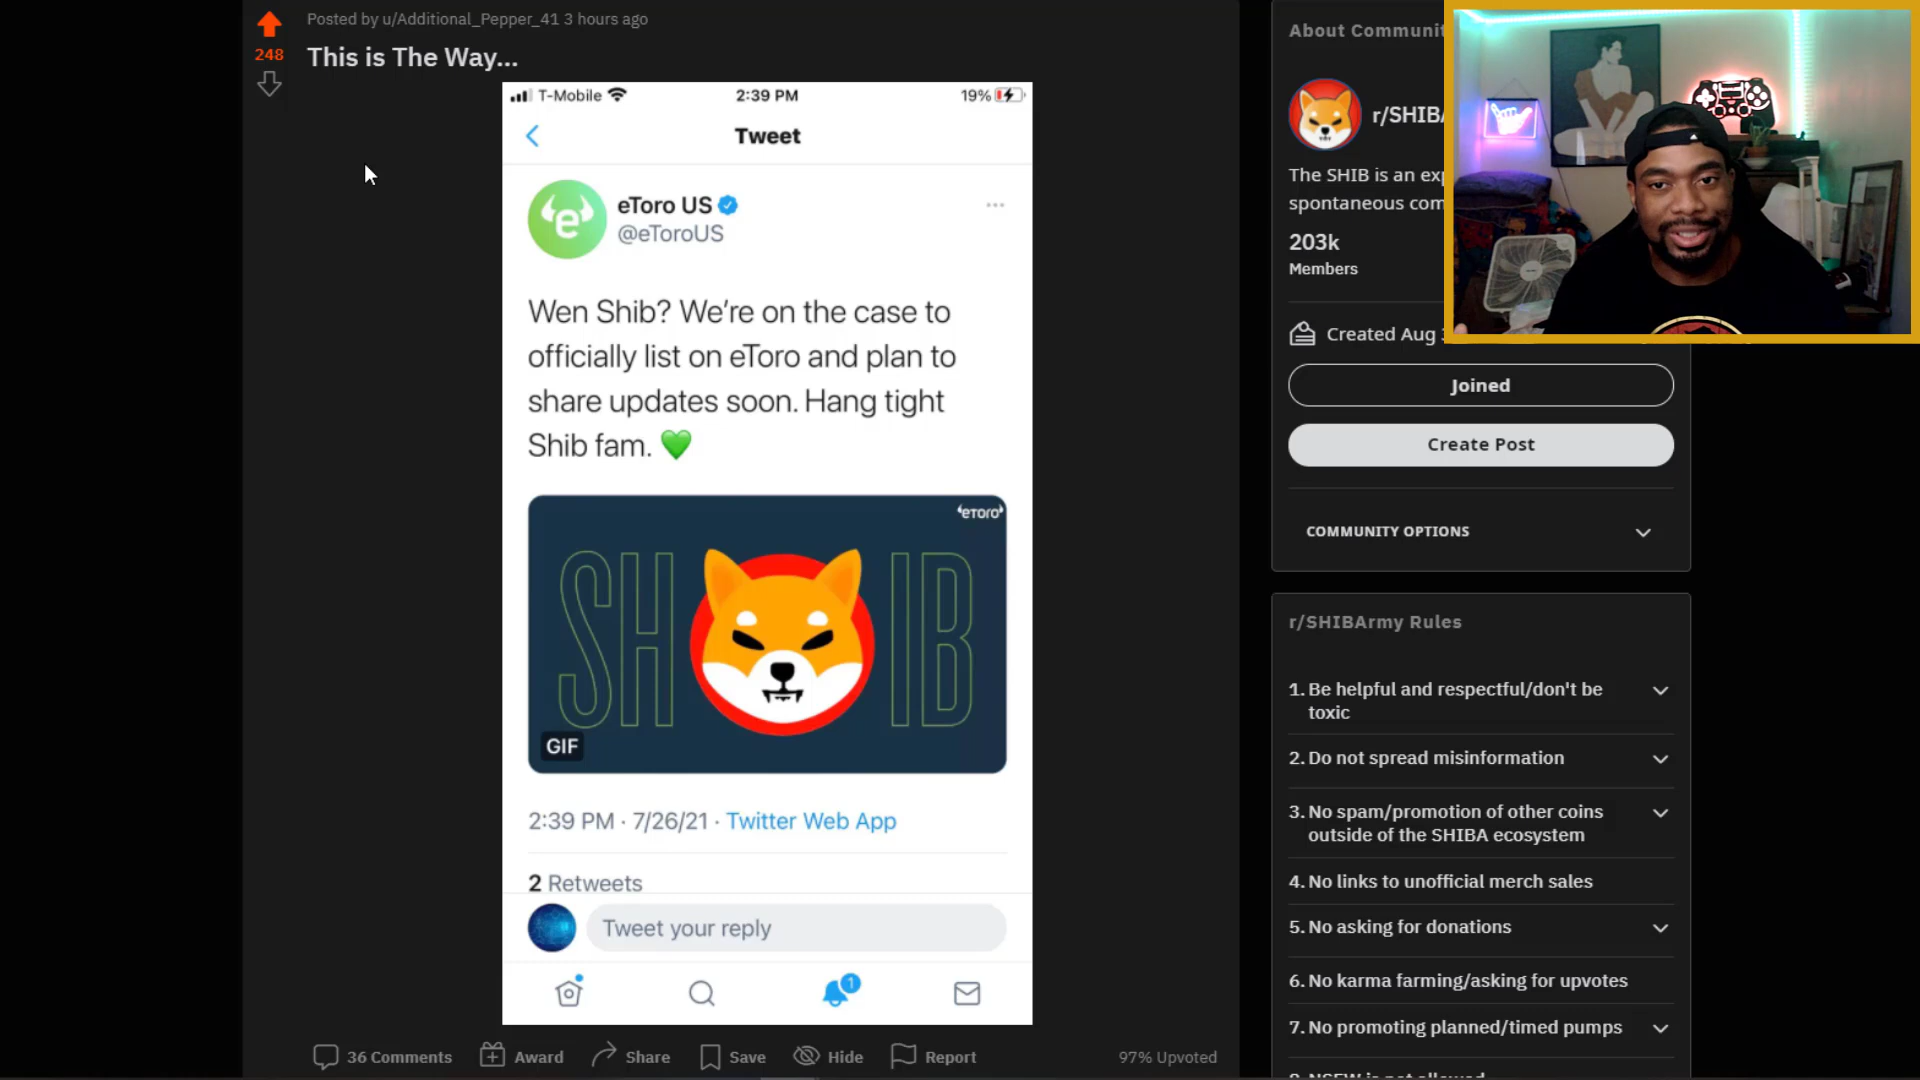 Posted by u/Additional_Pepper_41 3 hours ago
248
This is The Way...
T-Mobile
2:39 PM
19%
Tweet
eToro US
@eToroUS
Wen Shib? We're on the case to
officially list on eToro and plan to
share updates soon. Hang tight
Shib fam. 💚
eTORO
SH IB
GIF
2:39 PM · 7/26/21 · Twitter Web App
2 Retweets
Tweet your reply
1
36 Comments
Award
Share
Save
Hide
Report
97% Upvoted
About
r/SHIB
The SHIB is an
spontaneous
203k
Members
Created Aug
Joined
Create Post
COMMUNITY OPTIONS
r/SHIBArmy Rules
1. Be helpful and respectful/don't be
toxic
2. Do not spread misinformation
3. No spam/promotion of other coins
outside of the SHIBA ecosystem
4. No links to unofficial merch sales
5. No asking for donations
6. No karma farming/asking for upvotes
7. No promoting planned/timed pumps
8. NSFW is not allowed